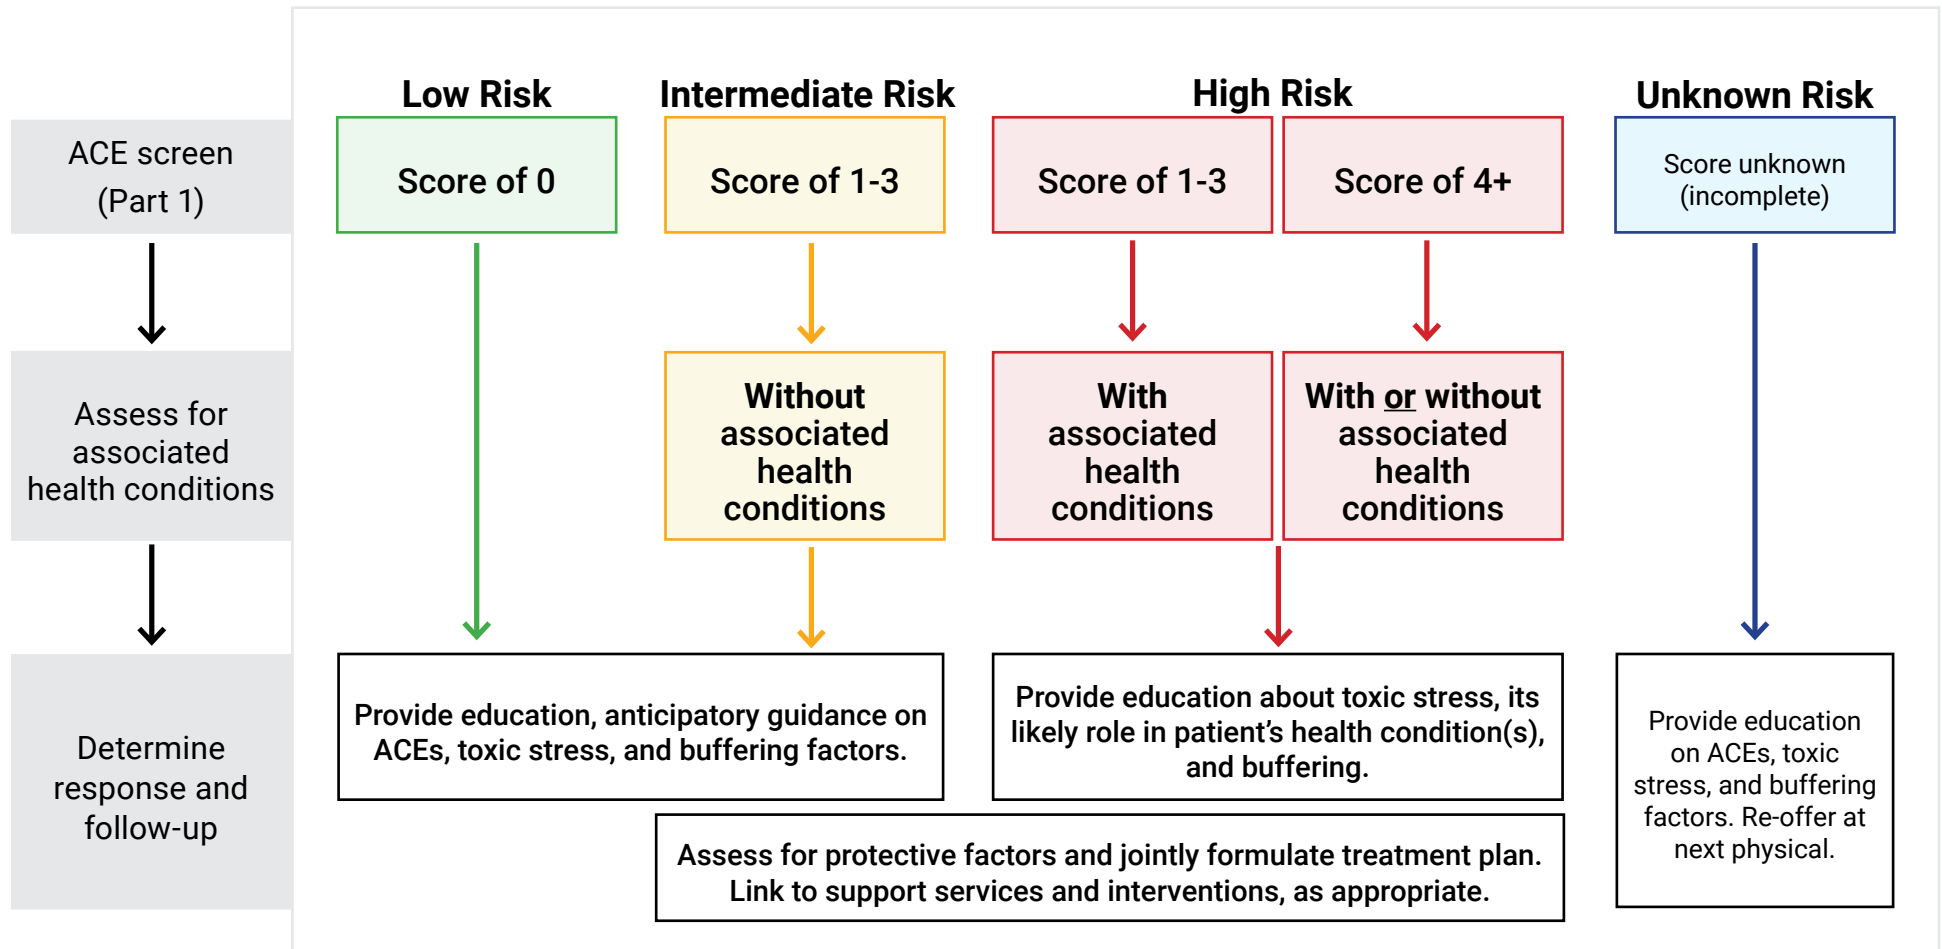 Low Risk
Intermediate Risk
High Risk
Unknown Risk
ACE screen
(Part 1)
Score of 0
Score of 1-3
Score of 1-3
Score of 4+
Score unknown
(incomplete)
Assess for
associated
health conditions
Without
associated
health
conditions
With
associated
health
conditions
With or without
associated
health
conditions
Determine
response and
follow-up
Provide education, anticipatory guidance on
ACEs, toxic stress, and buffering factors.
Provide education about toxic stress, its
likely role in patient’s health condition(s),
and buffering.
Assess for protective factors and jointly formulate treatment plan.
Link to support services and interventions, as appropriate.
Provide education
on ACEs, toxic
stress, and buffering
factors. Re-offer at
next physical.